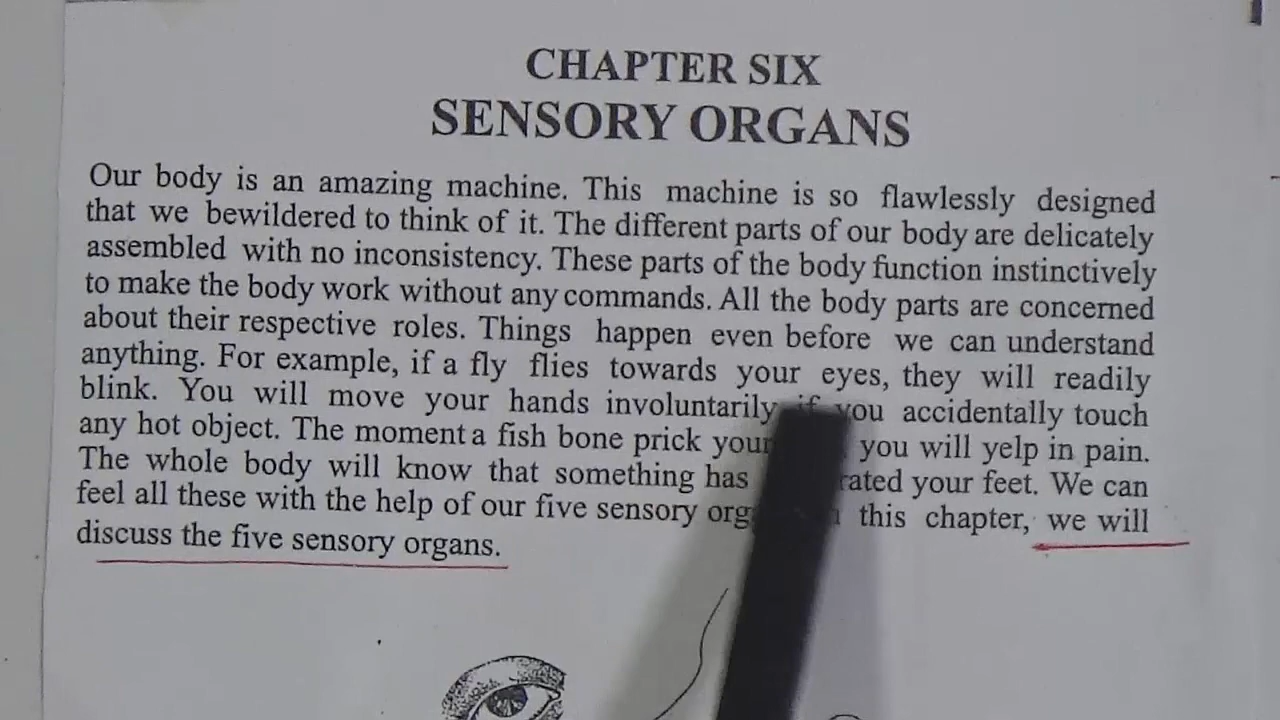 CHAPTER SIX
SENSORY ORGANS
Our body is an amazing machine. This machine is so flawlessly designed
that we bewildered to think of it. The different parts of our body are delicately
assembled with no inconsistency. These parts of the body function instinctively
to make the body work without any commands. All the body parts are concerned
about their respective roles. Things happen even before we can understand
anything. For example, if a fly flies towards your eyes, they will readily
blink. You will move your hands involuntarily if you accidentally touch
any hot object. The moment a fish bone prick your you will yelp in pain.
The whole body will know that something has your feet. We can
feel all these with the help of our five sensory this chapter, we will
discuss the five sensory organs.